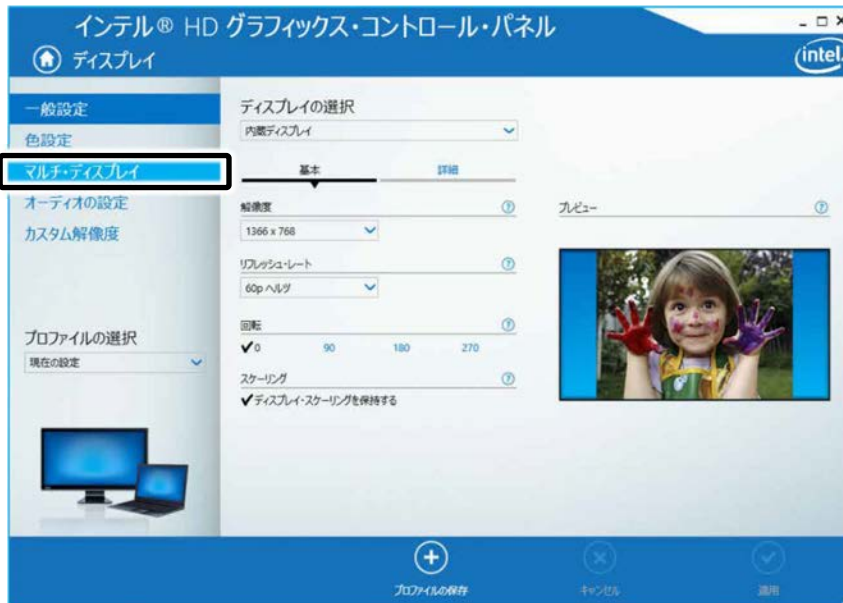 インテル® HD グラフィックス・コントロール・パネル
ディスプレイ
intel
一般設定
色設定
マルチ・ディスプレイ
オーディオの設定
カスタム解像度
プロファイルの選択
現在の設定
ディスプレイの選択
内蔵ディスプレイ
基本 詳細
解像度 ?
1366 x 768
リフレッシュ・レート ?
60p ヘルツ
回転 ?
0 90 180 270
スケーリング ?
ディスプレイ・スケーリングを保持する
プレビュー ?
プロファイルの保存 キャンセル 適用